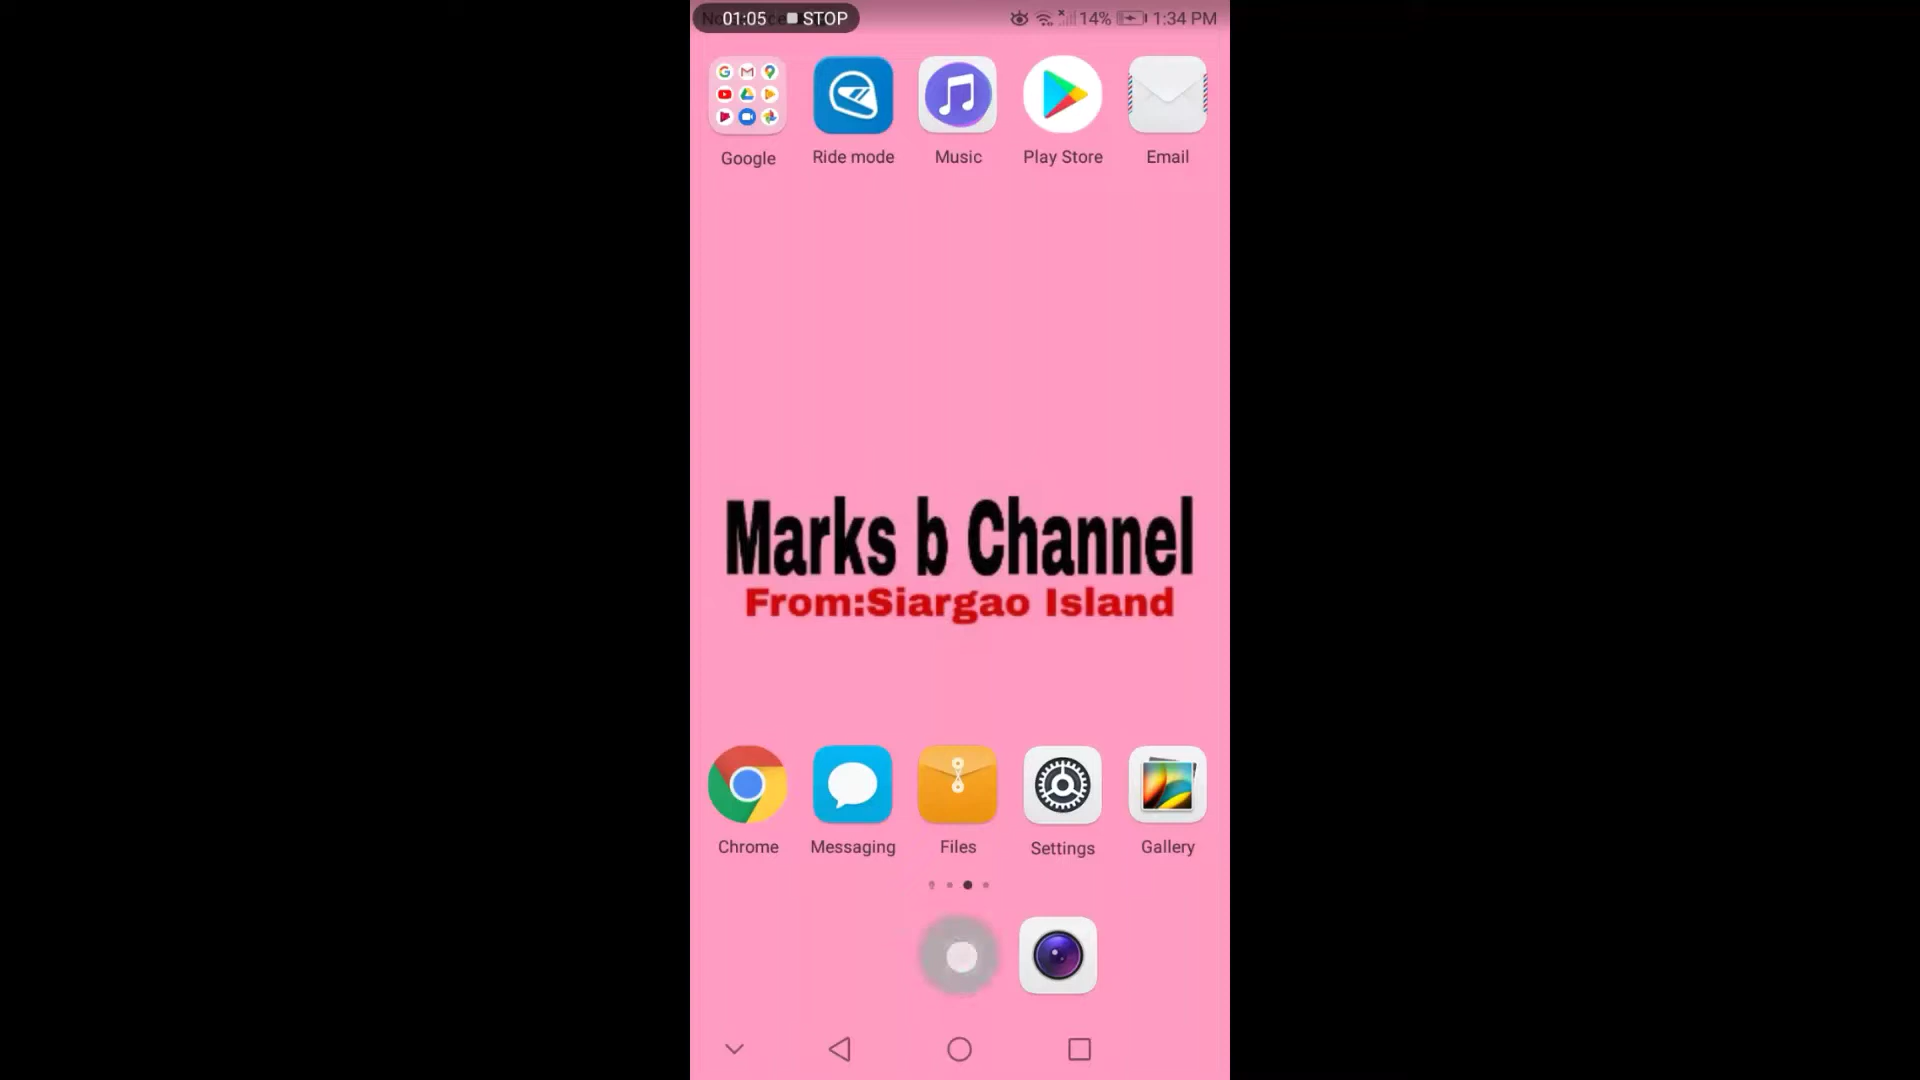 01:05 STOP 14% 1:34 PM
Google Ride mode Music Play Store Email
Marks b Channel
From:Siargao Island
Chrome Messaging Files Settings Gallery